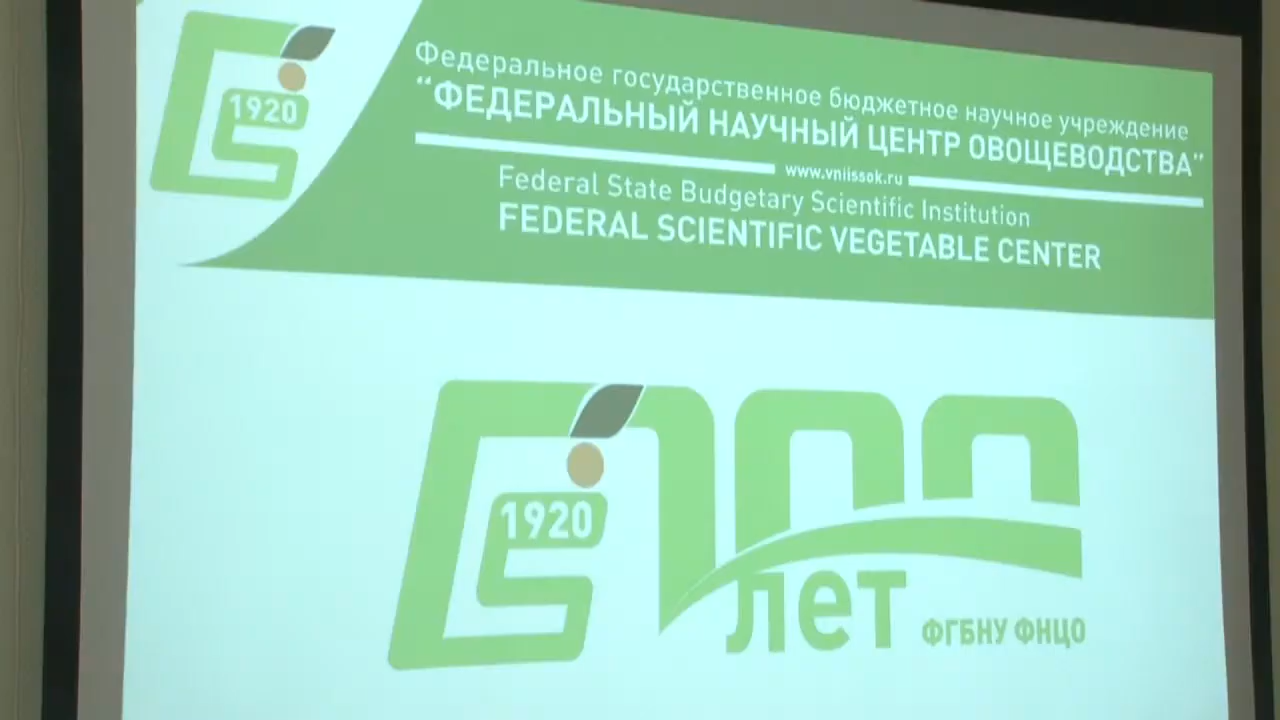 1920
Федеральное государственное бюджетное научное учреждение
“ФЕДЕРАЛЬНЫЙ НАУЧНЫЙ ЦЕНТР ОВОЩЕВОДСТВА”
www.vniissok.ru
Federal State Budgetary Scientific Institution
FEDERAL SCIENTIFIC VEGETABLE CENTER
1920
100
лет
ФГБНУ ФНЦО